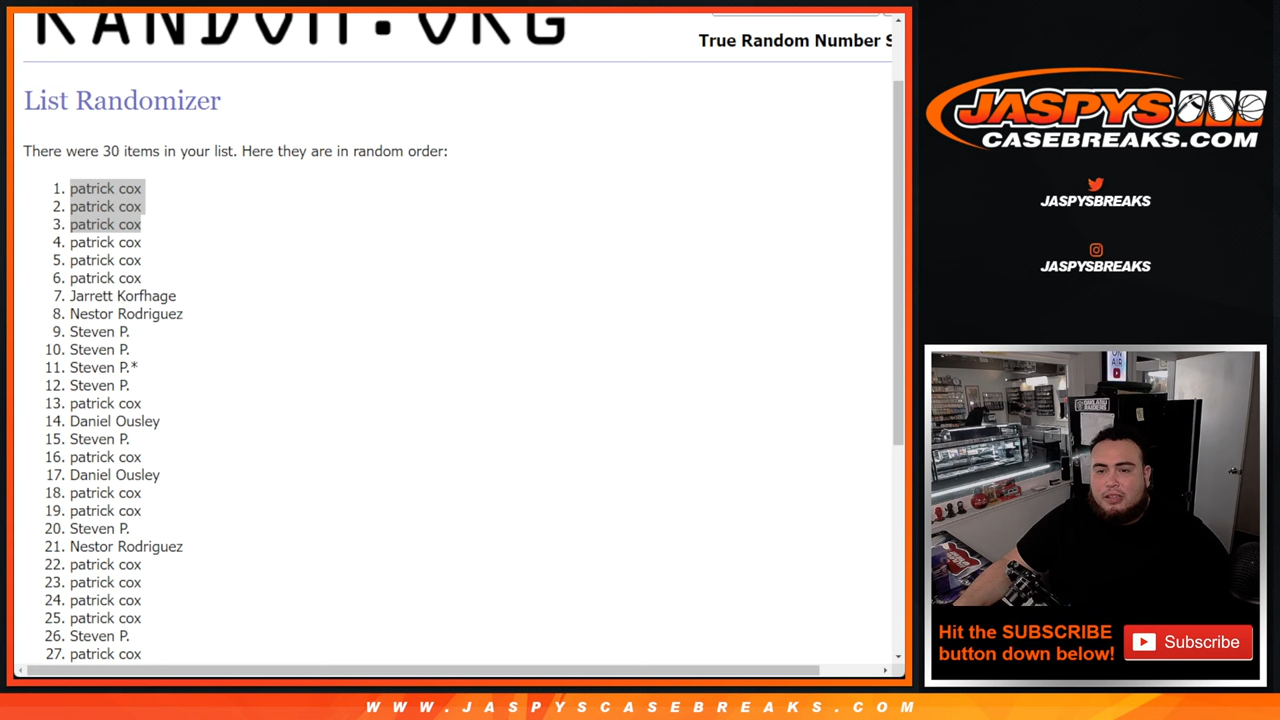 RANDOM.ORG
True Random Number S
List Randomizer
There were 30 items in your list. Here they are in random order:
1. patrick cox
2. patrick cox
3. patrick cox
4. patrick cox
5. patrick cox
6. patrick cox
7. Jarrett Korfhage
8. Nestor Rodriguez
9. Steven P.
10. Steven P.
11. Steven P.*
12. Steven P.
13. patrick cox
14. Daniel Ousley
15. Steven P.
16. patrick cox
17. Daniel Ousley
18. patrick cox
19. patrick cox
20. Steven P.
21. Nestor Rodriguez
22. patrick cox
23. patrick cox
24. patrick cox
25. patrick cox
26. Steven P.
27. patrick cox
JASPYS
CASEBREAKS.COM
JASPYSBREAKS
JASPYSBREAKS
ON
AIR
Hit the SUBSCRIBE
button down below!
Subscribe
WWW.JASPYSCASEBREAKS.COM